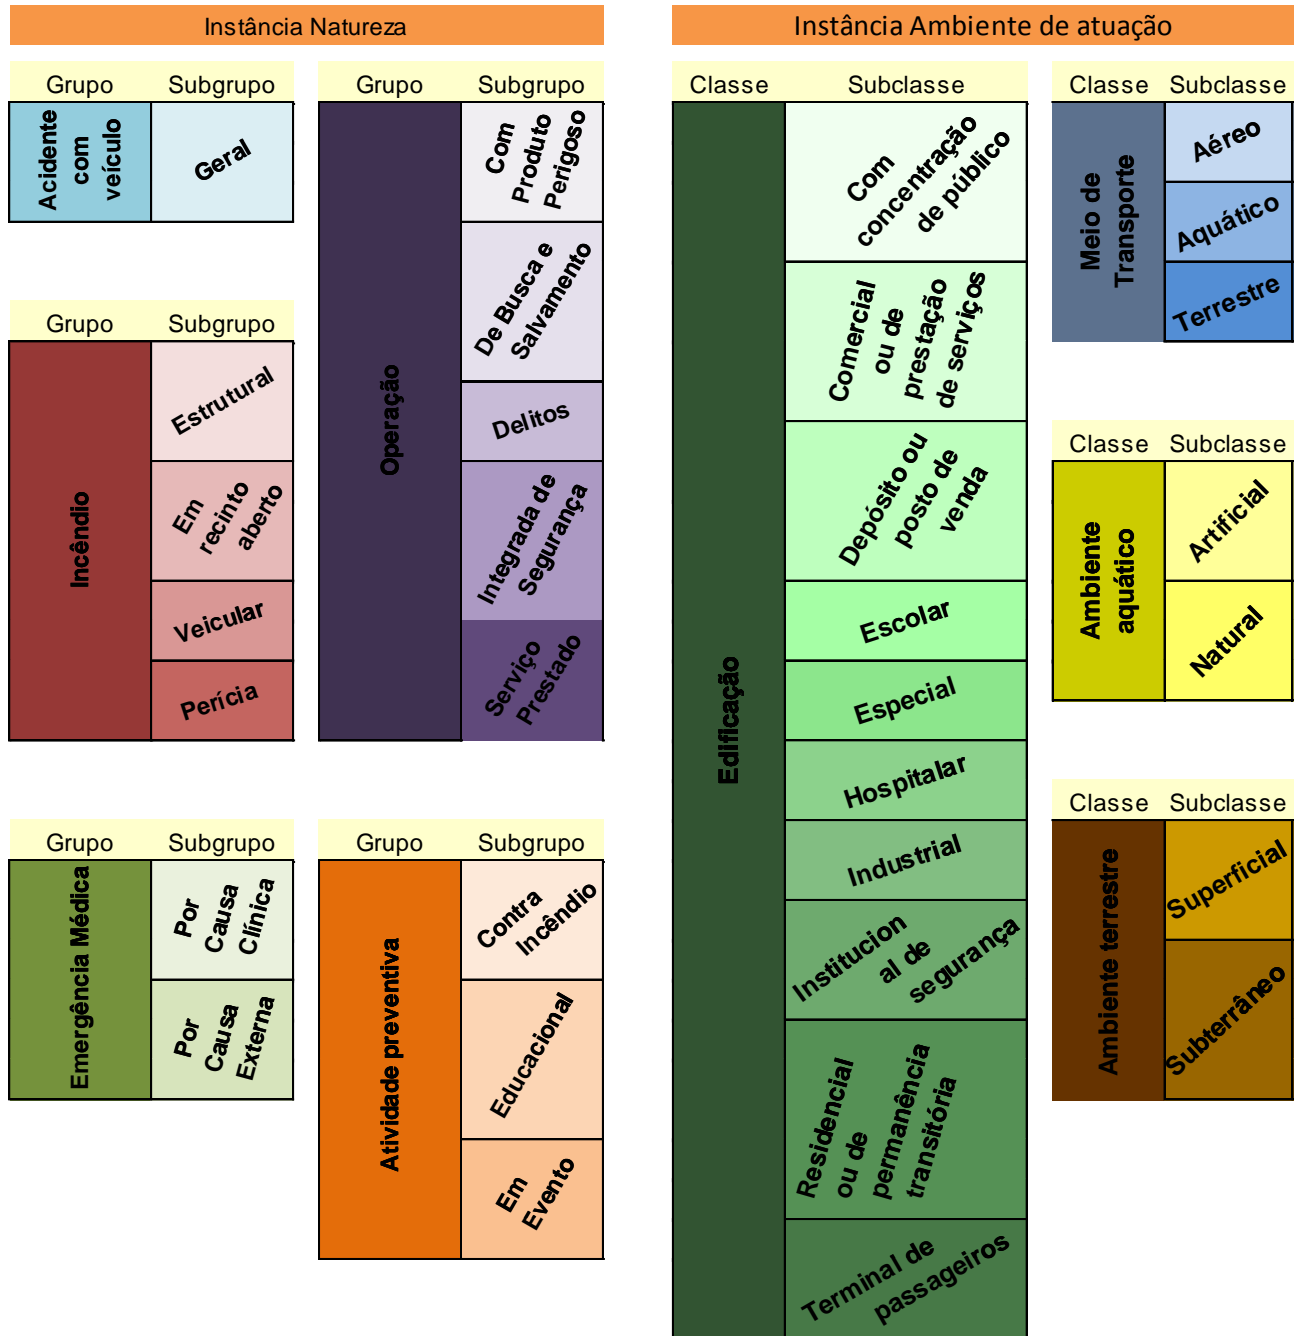 Instância Natureza
Grupo Subgrupo
Acidente
com
veículo
Geral
Grupo Subgrupo
Incêndio
Estrutural
Em
recinto
aberto
Veicular
Perícia
Grupo Subgrupo
Emergência Médica
Por
Causa
Clínica
Por
Causa
Externa
Grupo Subgrupo
Operação
Com
Produto
Perigoso
De Busca e
Salvamento
Delitos
Integrada de
Segurança
Serviço
Prestado
Grupo Subgrupo
Atividade preventiva
Contra
Incêndio
Educacional
Em
Evento
Instância Ambiente de atuação
Classe Subclasse
Edificação
Com
concentração
de público
Comercial
ou de
prestação
de serviços
Depósito ou
posto de
venda
Escolar
Especial
Hospitalar
Industrial
Institucion
al de
segurança
Residencial
ou de
permanência
transitória
Terminal de
passageiros
Classe Subclasse
Meio de
Transporte
Aéreo
Aquático
Terrestre
Classe Subclasse
Ambiente
aquático
Artificial
Natural
Classe Subclasse
Ambiente terrestre
Superficial
Subterrâneo